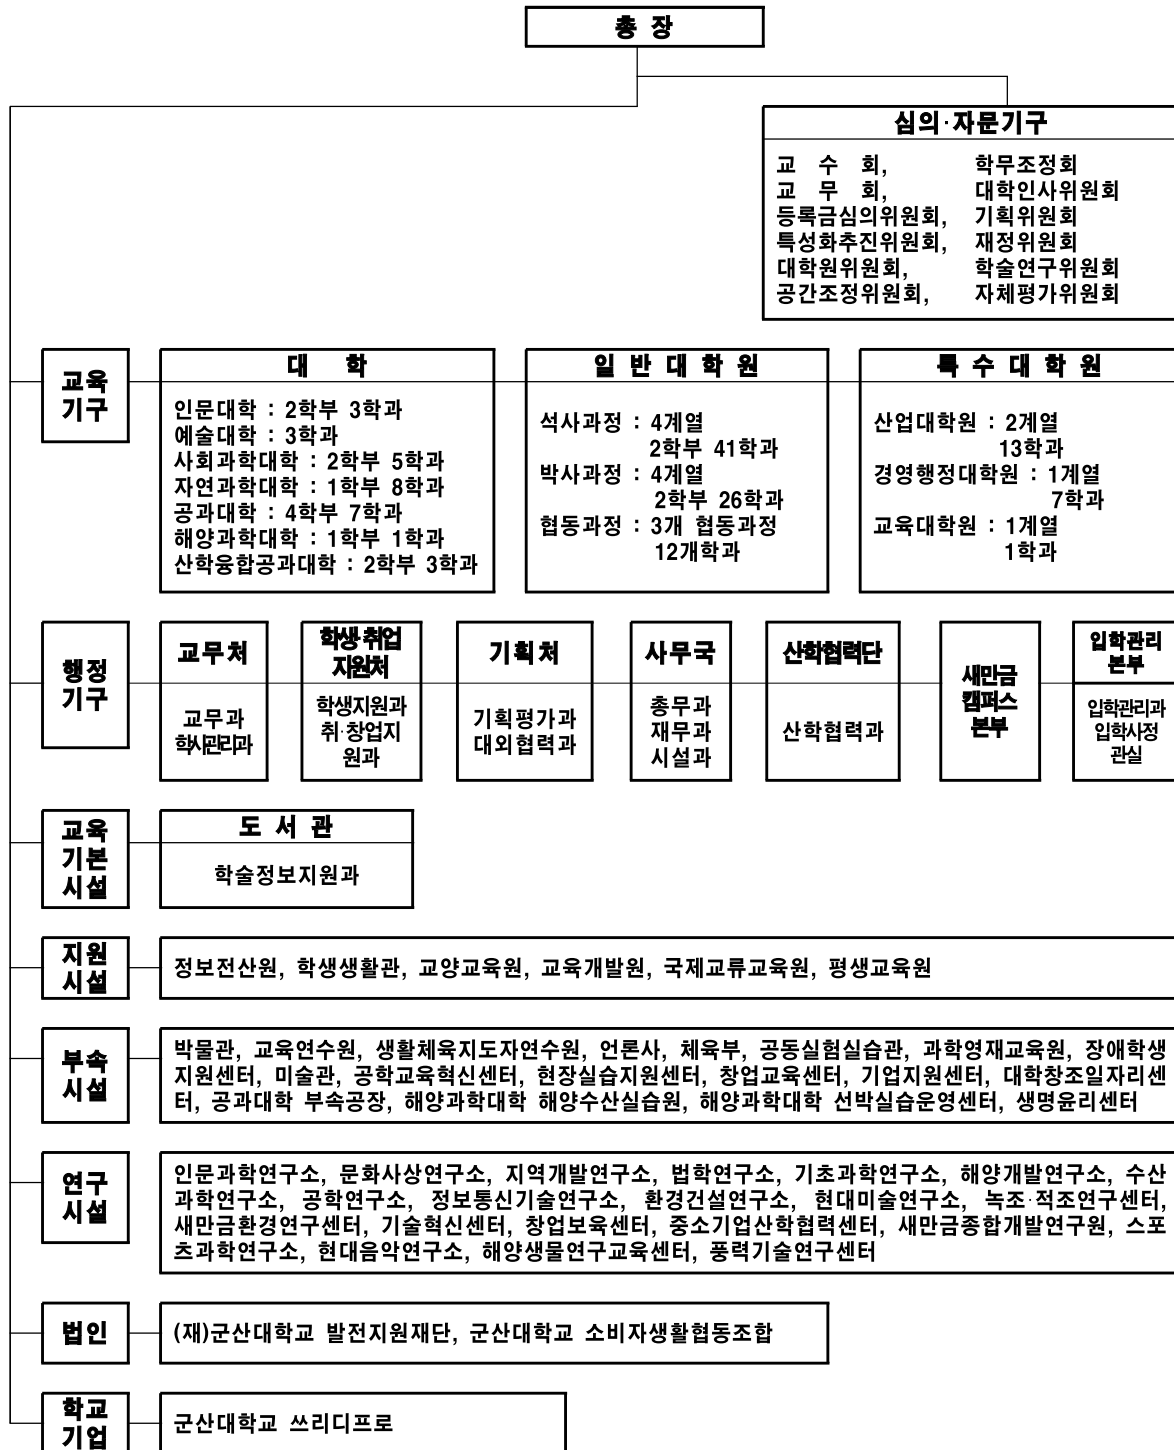 총 장
심의·자문기구
교 수 회, 학무조정회
교 무 회, 대학인사위원회
등록금심의위원회, 기획위원회
특성화추진위원회, 재정위원회
대학원위원회, 학술연구위원회
공간조정위원회, 자체평가위원회
교육
기구
대 학
인문대학 : 2학부 3학과
예술대학 : 3학과
사회과학대학 : 2학부 5학과
자연과학대학 : 1학부 8학과
공과대학 : 4학부 7학과
해양과학대학 : 1학부 1학과
산학융합공과대학 : 2학부 3학과
일 반 대 학 원
석사과정 : 4계열
2학부 41학과
박사과정 : 4계열
2학부 26학과
협동과정 : 3개 협동과정
12개학과
특 수 대 학 원
산업대학원 : 2계열
13학과
경영행정대학원 : 1계열
7학과
교육대학원 : 1계열
1학과
행정
기구
교무처
교무과
학사관리과
학생·취업
지원처
학생지원과
취·창업지
원과
기획처
기획평가과
대외협력과
사무국
총무과
재무과
시설과
산학협력단
산학협력과
새만금
캠퍼스
본부
입학관리
본부
입학관리과
입학사정
관실
교육
기본
시설
도 서 관
학술정보지원과
지원
시설
정보전산원, 학생생활관, 교양교육원, 교육개발원, 국제교류교육원, 평생교육원
부속
시설
박물관, 교육연수원, 생활체육지도자연수원, 언론사, 체육부, 공동실험실습관, 과학영재교육원, 장애학생
지원센터, 미술관, 공학교육혁신센터, 현장실습지원센터, 창업교육센터, 기업지원센터, 대학창조일자리센
터, 공과대학 부속공장, 해양과학대학 해양수산실습원, 해양과학대학 선박실습운영센터, 생명윤리센터
연구
시설
인문과학연구소, 문화사상연구소, 지역개발연구소, 법학연구소, 기초과학연구소, 해양개발연구소, 수산
과학연구소, 공학연구소, 정보통신기술연구소, 환경건설연구소, 현대미술연구소, 녹조·적조연구센터,
새만금환경연구센터, 기술혁신센터, 창업보육센터, 중소기업산학협력센터, 새만금종합개발연구원, 스포
츠과학연구소, 현대음악연구소, 해양생물연구교육센터, 풍력기술연구센터
법인
(재)군산대학교 발전지원재단, 군산대학교 소비자생활협동조합
학교
기업
군산대학교 쓰리디프로